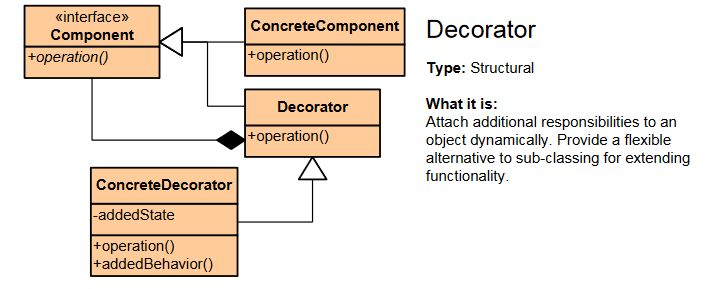 «interface»
Component
+operation()
ConcreteComponent
+operation()
Decorator
+operation()
ConcreteDecorator
-addedState
+operation()
+addedBehavior()
Decorator
Type: Structural
What it is:
Attach additional responsibilities to an
object dynamically. Provide a flexible
alternative to sub-classing for extending
functionality.